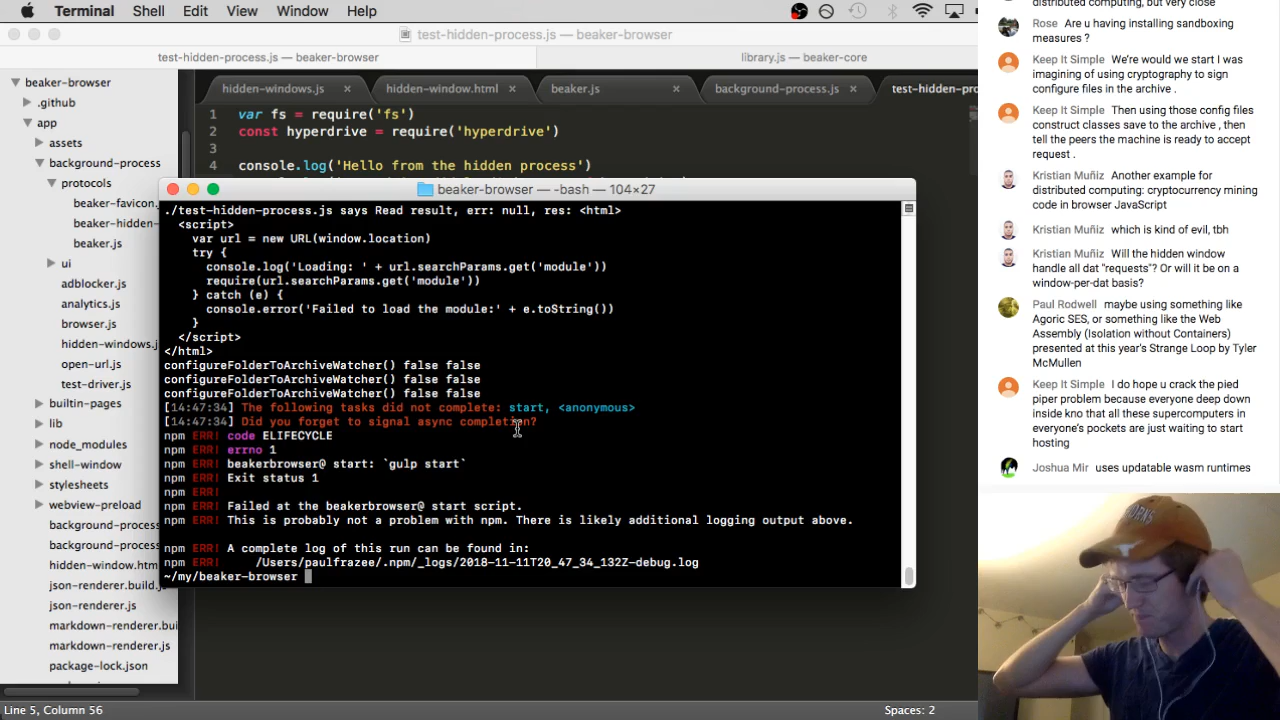 Terminal Shell Edit View Window Help
test-hidden-process.js — beaker-browser
test-hidden-process.js — beaker-browser
library.js — beaker-core
beaker-browser
.github
app
assets
background-process
protocols
beaker-favicon.
beaker-hidden-
beaker.js
ui
adblocker.js
analytics.js
browser.js
hidden-windows.j
open-url.js
test-driver.js
builtin-pages
lib
node_modules
shell-window
stylesheets
webview-preload
background-process
background-process
hidden-window.htm
json-renderer.build.j
json-renderer.js
markdown-renderer.bui
markdown-renderer.js
package-lock.json
hidden-windows.js × hidden-window.html × beaker.js × background-process.js × test-hidden-pro
1 var fs = require('fs')
2 const hyperdrive = require('hyperdrive')
3
4 console.log('Hello from the hidden process')
beaker-browser — -bash — 104×27
./test-hidden-process.js says Read result, err: null, res: <html>
<script>
var url = new URL(window.location)
try {
console.log('Loading: ' + url.searchParams.get('module'))
require(url.searchParams.get('module'))
} catch (e) {
console.error('Failed to load the module:' + e.toString())
}
</script>
</html>
configureFolderToArchiveWatcher() false false
configureFolderToArchiveWatcher() false false
configureFolderToArchiveWatcher() false false
[14:47:34] The following tasks did not complete: start, <anonymous>
[14:47:34] Did you forget to signal async completion?
npm ERR! code ELIFECYCLE
npm ERR! errno 1
npm ERR! beakerbrowser@ start: `gulp start`
npm ERR! Exit status 1
npm ERR!
npm ERR! Failed at the beakerbrowser@ start script.
npm ERR! This is probably not a problem with npm. There is likely additional logging output above.
npm ERR! A complete log of this run can be found in:
npm ERR! /Users/paulfrazee/.npm/_logs/2018-11-11T20_47_34_132Z-debug.log
~/my/beaker-browser
Line 5, Column 56
Spaces: 2
distributed computing, but very close
Rose Are u having installing sandboxing
measures ?
Keep It Simple We're would we start I was
imagining of using cryptography to sign
configure files in the archive .
Keep It Simple Then using those config files
construct classes save to the archive , then
tell the peers the machine is ready to accept
request .
Kristian Muñiz Another example for
distributed computing: cryptocurrency mining
code in browser JavaScript
Kristian Muñiz which is kind of evil, tbh
Kristian Muñiz Will the hidden window
handle all dat "requests"? Or will it be on a
window-per-dat basis?
Paul Rodwell maybe using something like
Agoric SES, or something like the Web
Assembly (Isolation without Containers)
presented at this year's Strange Loop by Tyler
McMullen
Keep It Simple I do hope u crack the pied
piper problem because everyone deep down
inside kno that all these supercomputers in
everyone's pockets are just waiting to start
hosting
Joshua Mir uses updatable wasm runtimes